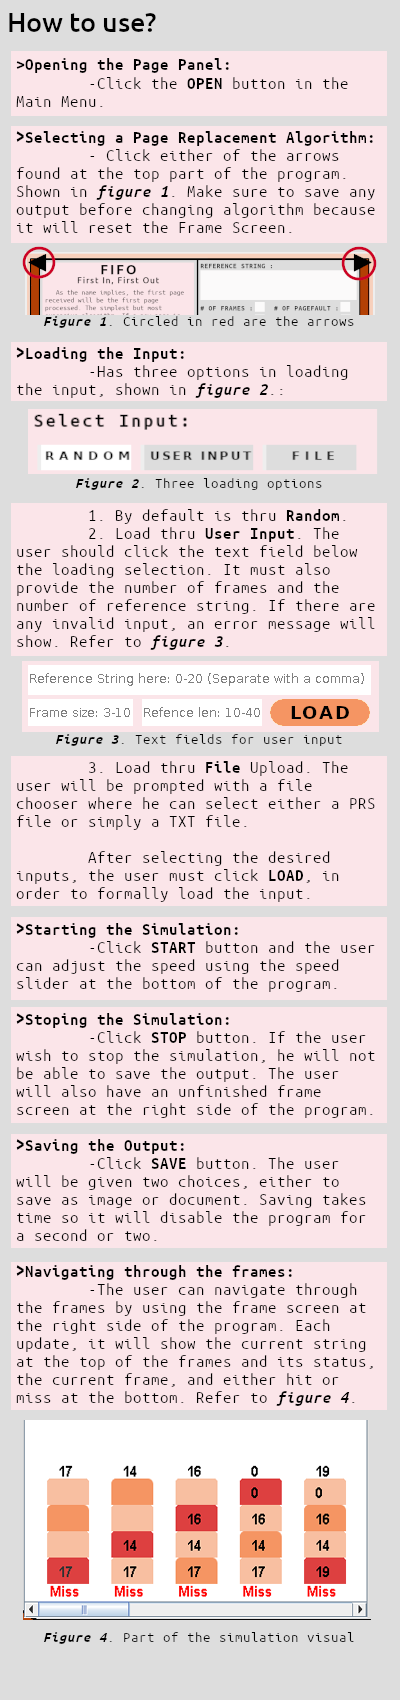 How to use?
>Opening the Page Panel:
-Click the OPEN button in the
Main Menu.
>Selecting a Page Replacement Algorithm:
- Click either of the arrows
found at the top part of the program.
Shown in figure 1. Make sure to save any
output before changing algorithm because
it will reset the Frame Screen.
FIFO
First In, First Out
As the name implies, the first page
received will be the first page
processed. The simplest but most
REFERENCE STRING :
# OF FRAMES :
# OF PAGEFAULT :
Figure 1. Circled in red are the arrows
>Loading the Input:
-Has three options in loading
the input, shown in figure 2.:
Select Input:
RANDOM USER INPUT FILE
Figure 2. Three loading options
1. By default is thru Random.
2. Load thru User Input. The
user should click the text field below
the loading selection. It must also
provide the number of frames and the
number of reference string. If there are
any invalid input, an error message will
show. Refer to figure 3.
Reference String here: 0-20 (Separate with a comma)
Frame size: 3-10 Refence len: 10-40 LOAD
Figure 3. Text fields for user input
3. Load thru File Upload. The
user will be prompted with a file
chooser where he can select either a PRS
file or simply a TXT file.
After selecting the desired
inputs, the user must click LOAD, in
order to formally load the input.
>Starting the Simulation:
-Click START button and the user
can adjust the speed using the speed
slider at the bottom of the program.
>Stoping the Simulation:
-Click STOP button. If the user
wish to stop the simulation, he will not
be able to save the output. The user
will also have an unfinished frame
screen at the right side of the program.
>Saving the Output:
-Click SAVE button. The user
will be given two choices, either to
save as image or document. Saving takes
time so it will disable the program for
a second or two.
>Navigating through the frames:
-The user can navigate through
the frames by using the frame screen at
the right side of the program. Each
update, it will show the current string
at the top of the frames and its status,
the current frame, and either hit or
miss at the bottom. Refer to figure 4.
17 14 16 0 19
0 0
16 16 16
14 14 14 14
17 17 17 17 19
Miss Miss Miss Miss Miss
Figure 4. Part of the simulation visual